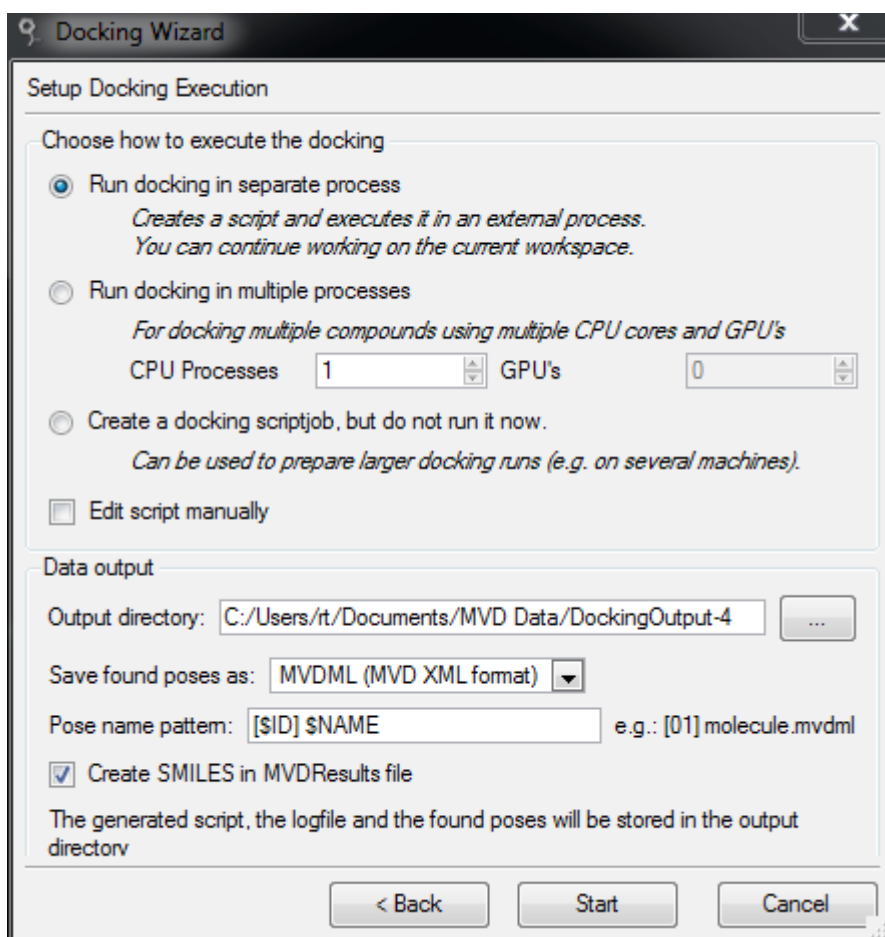 Docking Wizard
x
Setup Docking Execution
Choose how to execute the docking
Run docking in separate process
Creates a script and executes it in an external process.
You can continue working on the current workspace.
Run docking in multiple processes
For docking multiple compounds using multiple CPU cores and GPU's
CPU Processes 1 GPU's 0
Create a docking scriptjob, but do not run it now.
Can be used to prepare larger docking runs (e.g. on several machines).
Edit script manually
Data output
Output directory: C:/Users/rt/Documents/MVD Data/DockingOutput-4 ...
Save found poses as: MVDML (MVD XML format)
Pose name pattern: [$ID] $NAME e.g.: [01] molecule.mvdml
Create SMILES in MVDResults file
The generated script, the logfile and the found poses will be stored in the output
directory
< Back Start Cancel